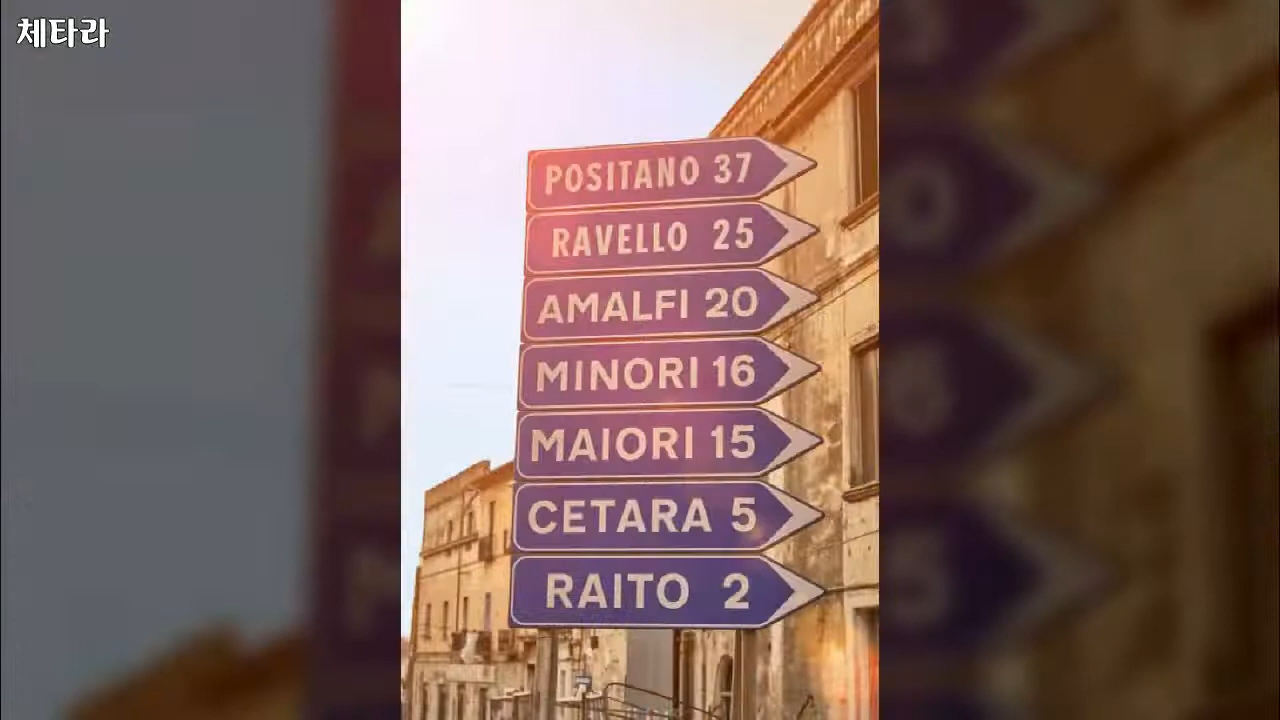 체타라
POSITANO 37
RAVELLO 25
AMALFI 20
MINORI 16
MAIORI 15
CETARA 5
RAITO 2